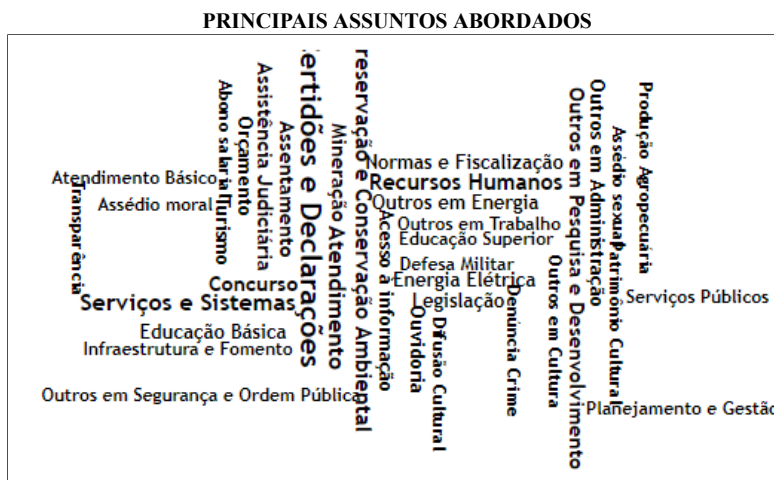 PRINCIPAIS ASSUNTOS ABORDADOS
ertidões e Declarações
reservação e Conservação Ambiental
Assistência Judiciária
Abono salarial
Orçamento
Turismo
Assentamento
Mineração
Atendimento
Atendimento Básico
Transparência
Assédio moral
Concurso
Serviços e Sistemas
Educação Básica
Infraestrutura e Fomento
Outros em Segurança e Ordem Pública
Normas e Fiscalização
Recursos Humanos
Outros em Energia
Outros em Trabalho
Educação Superior
Defesa Militar
Energia Elétrica
Legislação
Acesso à informação
Ouvidoria
Difusão Cultural
Denúncia Crime
Outros em Cultura
Outros em Pesquisa e Desenvolvimento
Outros em Administração
Assédio sexual
Patrimônio Cultural
Produção Agropecuária
Serviços Públicos
Planejamento e Gestão